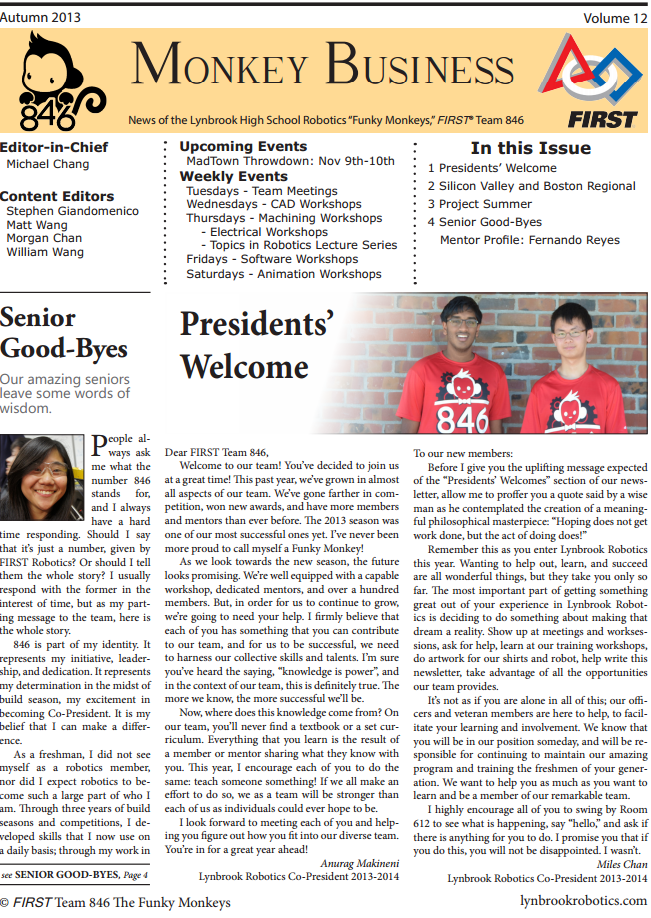 Autumn 2013
Volume 12
846
MONKEY BUSINESS
FIRST
News of the Lynbrook High School Robotics “Funky Monkeys,” FIRST® Team 846
Editor-in-Chief
Michael Chang
Content Editors
Stephen Giandomenico
Matt Wang
Morgan Chan
William Wang
Upcoming Events
MadTown Throwdown: Nov 9th-10th
Weekly Events
Tuesdays - Team Meetings
Wednesdays - CAD Workshops
Thursdays - Machining Workshops
- Electrical Workshops
- Topics in Robotics Lecture Series
Fridays - Software Workshops
Saturdays - Animation Workshops
In this Issue
1 Presidents’ Welcome
2 Silicon Valley and Boston Regional
3 Project Summer
4 Senior Good-Byes
Mentor Profile: Fernando Reyes
Senior
Good-Byes
Our amazing seniors
leave some words of
wisdom.
People al-
ways ask
me what the
number 846
stands for,
and I always
have a hard
time responding. Should I say
that it’s just a number, given by
FIRST Robotics? Or should I tell
them the whole story? I usually
respond with the former in the
interest of time, but as my part-
ing message to the team, here is
the whole story.
846 is part of my identity. It
represents my initiative, leader-
ship, and dedication. It represents
my determination in the midst of
build season, my excitement in
becoming Co-President. It is my
belief that I can make a differ-
ence.
As a freshman, I did not see
myself as a robotics member,
nor did I expect robotics to be-
come such a large part of who I
am. Through three years of build
seasons and competitions, I de-
veloped skills that I now use on
a daily basis; through my work in
see SENIOR GOOD-BYES, Page 4
Presidents’
Welcome
846
Dear FIRST Team 846,
Welcome to our team! You’ve decided to join us
at a great time! This past year, we’ve grown in almost
all aspects of our team. We’ve gone farther in com-
petition, won new awards, and have more members
and mentors than ever before. The 2013 season was
one of our most successful ones yet. I’ve never been
more proud to call myself a Funky Monkey!
As we look towards the new season, the future
looks promising. We’re well equipped with a capable
workshop, dedicated mentors, and over a hundred
members. But, in order for us to continue to grow,
we’re going to need your help. I firmly believe that
each of you has something that you can contribute
to our team, and for us to be successful, we need
to harness our collective skills and talents. I’m sure
you’ve heard the saying, “knowledge is power”, and
in the context of our team, this is definitely true. The
more we know, the more successful we’ll be.
Now, where does this knowledge come from? On
our team, you’ll never find a textbook or a set cur-
riculum. Everything that you learn is the result of
a member or mentor sharing what they know with
you. This year, I encourage each of you to do the
same: teach someone something! If we all make an
effort to do so, we as a team will be stronger than
each of us as individuals could ever hope to be.
I look forward to meeting each of you and help-
ing you figure out how you fit into our diverse team.
You’re in for a great year ahead!
Anurag Makineni
Lynbrook Robotics Co-President 2013-2014
To our new members:
Before I give you the uplifting message expected
of the “Presidents’ Welcomes” section of our news-
letter, allow me to proffer you a quote said by a wise
man as he contemplated the creation of a meaning-
ful philosophical masterpiece: “Hoping does not get
work done, but the act of doing does!”
Remember this as you enter Lynbrook Robotics
this year. Wanting to help out, learn, and succeed
are all wonderful things, but they take you only so
far. The most important part of getting something
great out of your experience in Lynbrook Robot-
ics is deciding to do something about making that
dream a reality. Show up at meetings and workses-
sions, ask for help, learn at our training workshops,
do artwork for our shirts and robot, help write this
newsletter, take advantage of all the opportunities
our team provides.
It’s not as if you are alone in all of this; our offi-
cers and veteran members are here to help, to facil-
itate your learning and involvement. We know that
you will be in our position someday, and will be re-
sponsible for continuing to maintain our amazing
program and training the freshmen of your gener-
ation. We want to help you as much as you want to
learn and be a member of our remarkable team.
I highly encourage all of you to swing by Room
612 to see what is happening, say “hello,” and ask if
there is anything for you to do. I promise you that if
you do this, you will not be disappointed. I wasn’t.
Miles Chan
Lynbrook Robotics Co-President 2013-2014
© FIRST Team 846 The Funky Monkeys
lynbrookrobotics.com